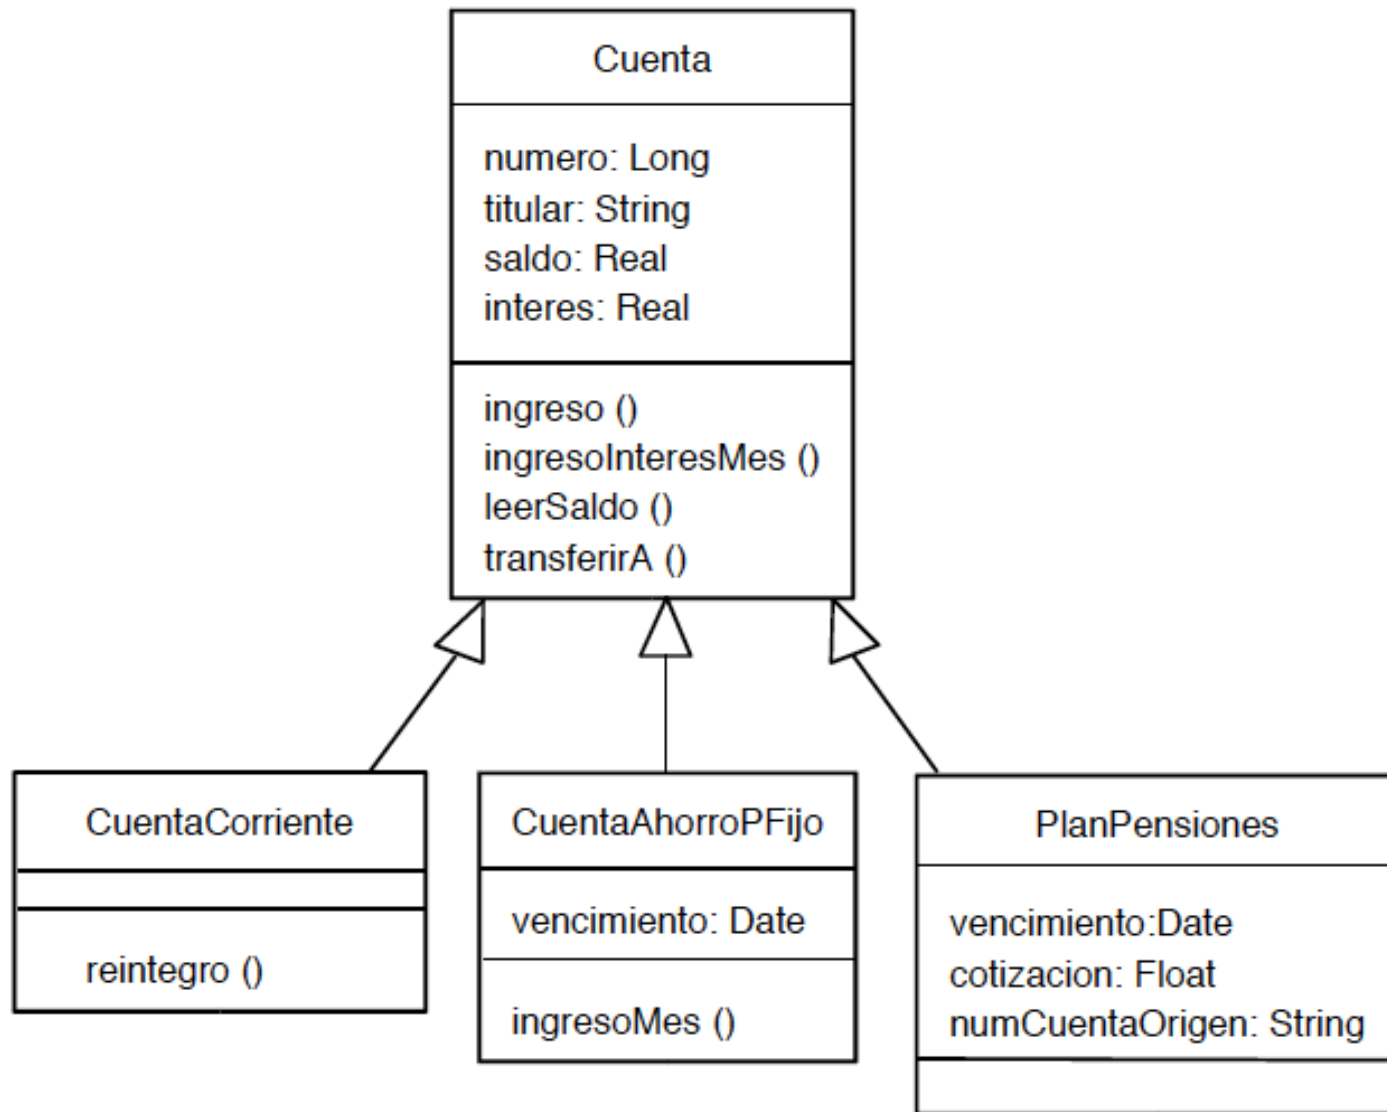 Cuenta
numero: Long
titular: String
saldo: Real
interes: Real
ingreso ()
ingresoInteresMes ()
leerSaldo ()
transferirA ()
CuentaCorriente
reintegro ()
CuentaAhorroPFijo
vencimiento: Date
ingresoMes ()
PlanPensiones
vencimiento:Date
cotizacion: Float
numCuentaOrigen: String